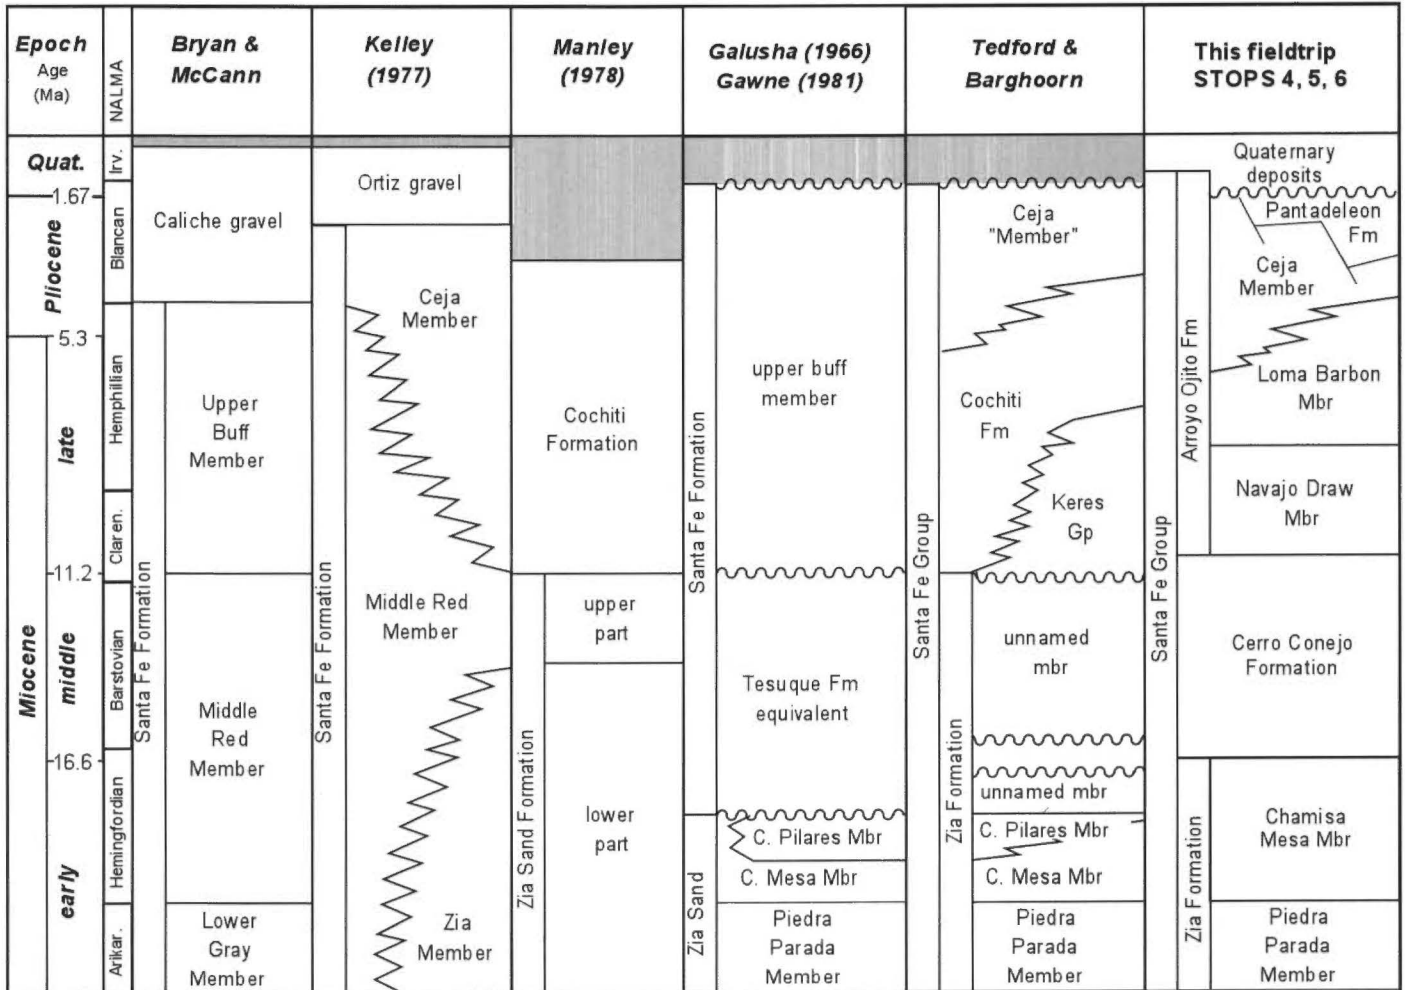 Epoch
Age
(Ma)
NALMA
Bryan &
McCann
Kelley
(1977)
Manley
(1978)
Galusha (1966)
Gawne (1981)
Tedford &
Barghoorn
This fieldtrip
STOPS 4, 5, 6
Quat.
1.67
Pliocene
5.3
Miocene
late
11.2
middle
16.6
early
Irv.
Blancan
Hemphillian
Claren.
Barstovian
Hemingfordian
Arikar.
Caliche gravel
Santa Fe Formation
Upper
Buff
Member
Middle
Red
Member
Lower
Gray
Member
Ortiz gravel
Santa Fe Formation
Ceja
Member
Middle Red
Member
Zia
Member
Cochiti
Formation
Zia Sand Formation
upper
part
lower
part
Santa Fe Formation
upper buff
member
Tesuque Fm
equivalent
Zia Sand
C. Pilares Mbr
C. Mesa Mbr
Piedra
Parada
Member
Santa Fe Group
Ceja
"Member"
Cochiti
Fm
Keres
Gp
Zia Formation
unnamed
mbr
unnamed mbr
C. Pilares Mbr
C. Mesa Mbr
Piedra
Parada
Member
Santa Fe Group
Quaternary
deposits
Pantadeleon
Fm
Arroyo Ojito Fm
Ceja
Member
Loma Barbon
Mbr
Navajo Draw
Mbr
Cerro Conejo
Formation
Zia Formation
Chamisa
Mesa Mbr
Piedra
Parada
Member